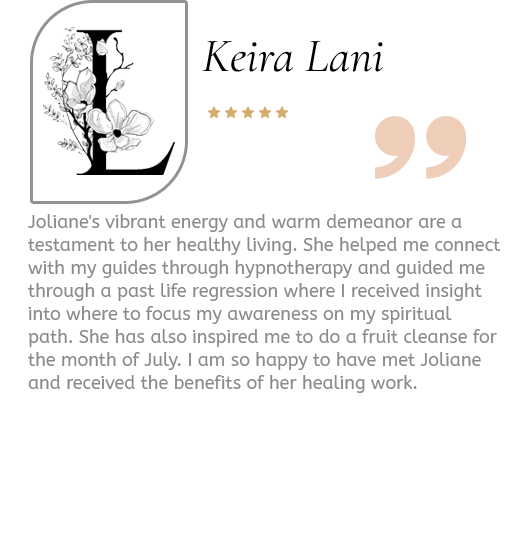 L
Keira Lani
Joliane's vibrant energy and warm demeanor are a
testament to her healthy living. She helped me connect
with my guides through hypnotherapy and guided me
through a past life regression where I received insight
into where to focus my awareness on my spiritual
path. She has also inspired me to do a fruit cleanse for
the month of July. I am so happy to have met Joliane
and received the benefits of her healing work.